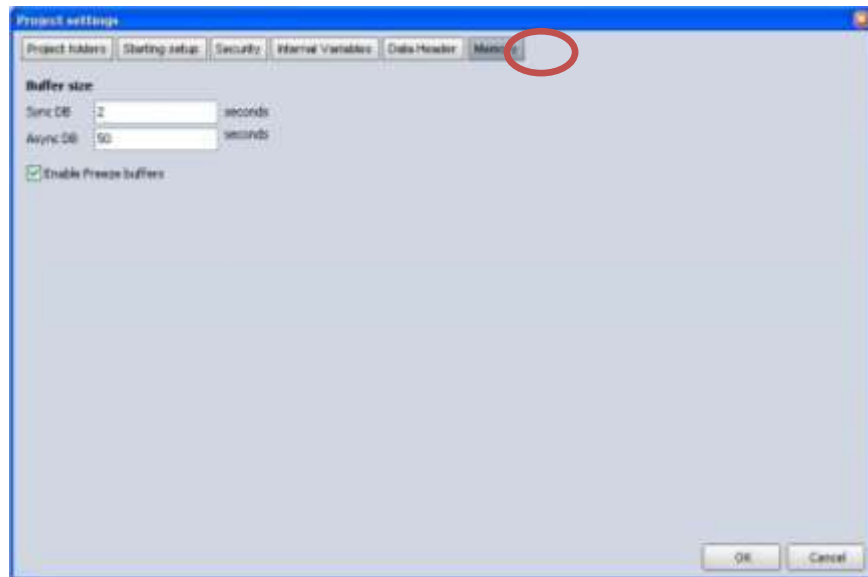 Project settings
Project folders Starting setup Security Internal Variables Data Header Memory
Buffer size
Sync DB 2 seconds
Async DB 50 seconds
Enable Freeze buffers
OK Cancel